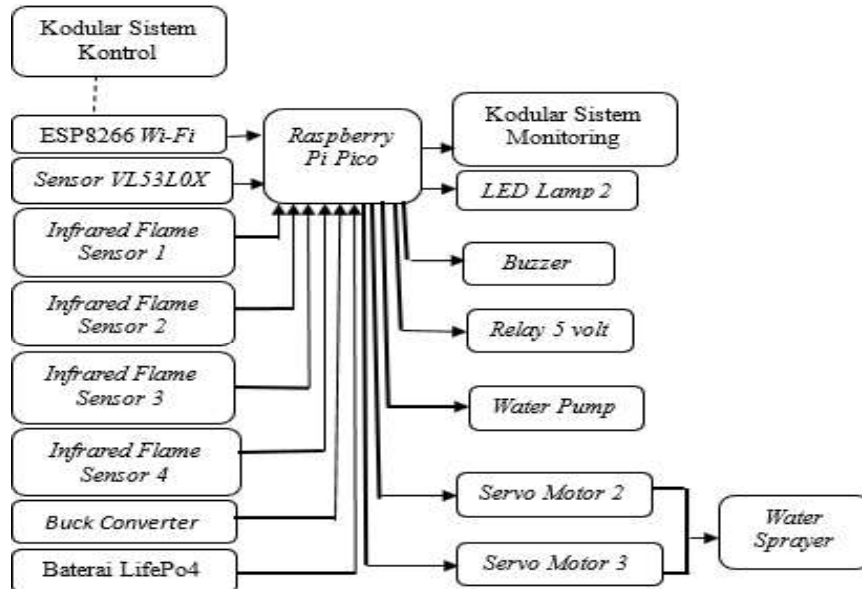 Kodular Sistem
Kontrol
ESP8266 Wi-Fi
Sensor VL53L0X
Infrared Flame
Sensor 1
Infrared Flame
Sensor 2
Infrared Flame
Sensor 3
Infrared Flame
Sensor 4
Buck Converter
Baterai LifePo4
Raspberry
Pi Pico
Kodular Sistem
Monitoring
LED Lamp 2
Buzzer
Relay 5 volt
Water Pump
Servo Motor 2
Servo Motor 3
Water
Sprayer